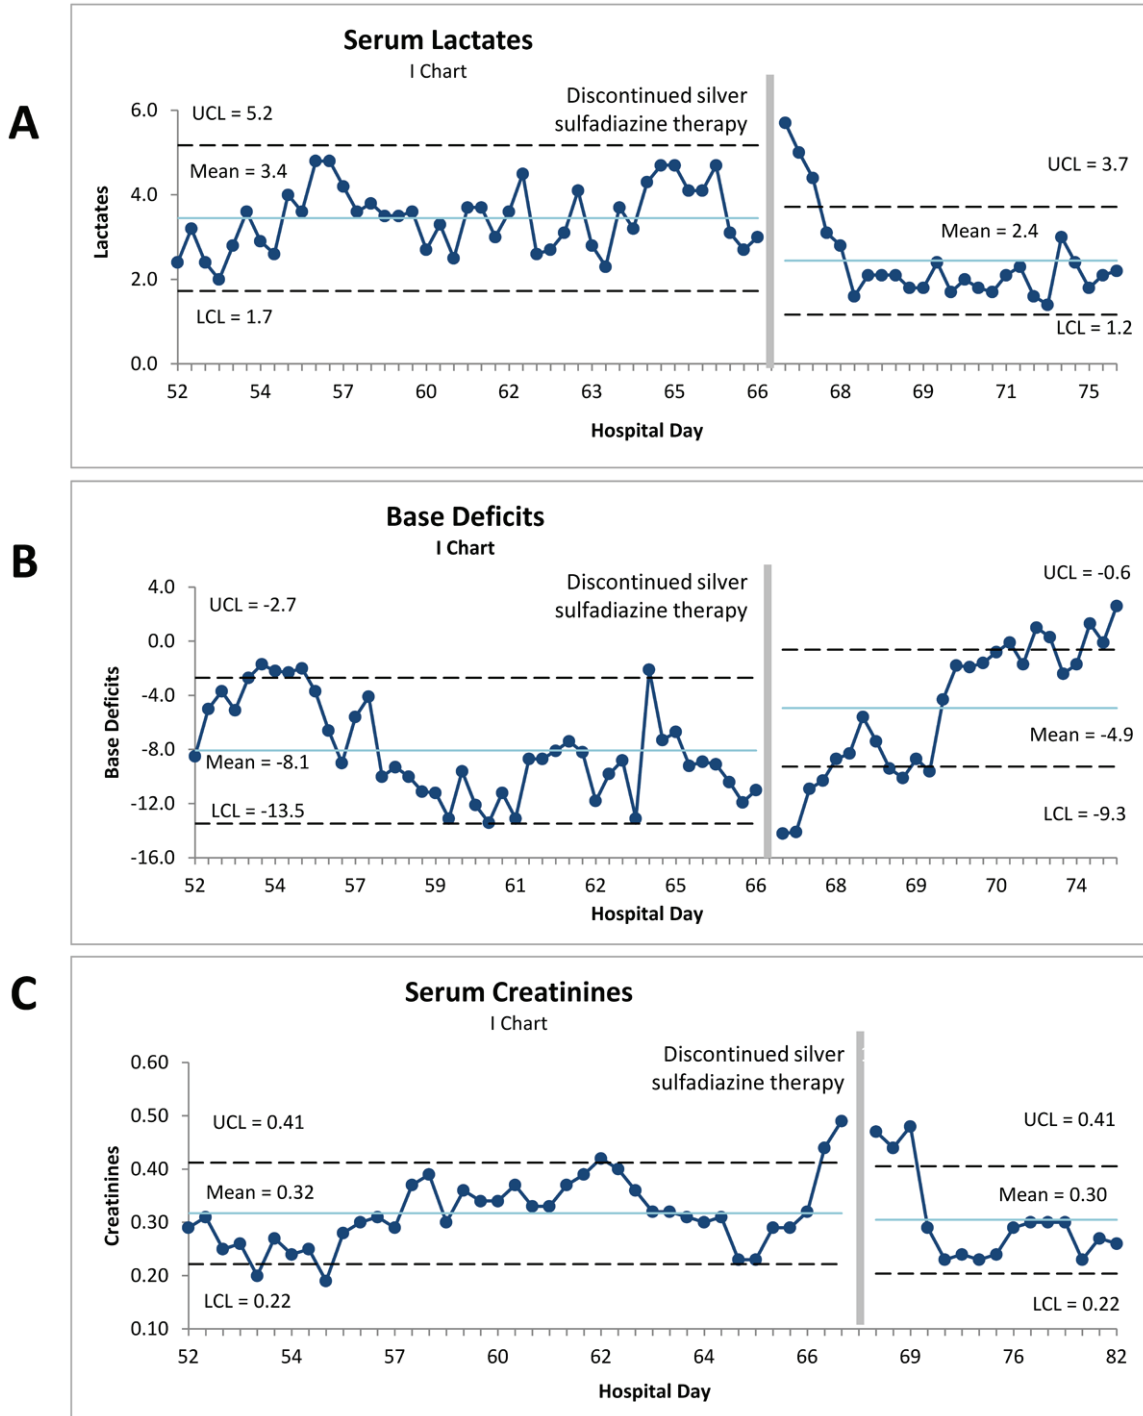 A
Serum Lactates
I Chart
Discontinued silver
sulfadiazine therapy
UCL = 5.2
Mean = 3.4
LCL = 1.7
UCL = 3.7
Mean = 2.4
LCL = 1.2
Lactates
6.0
4.0
2.0
0.0
52 54 57 60 62 63 65 66 68 69 71 75
Hospital Day
B
Base Deficits
I Chart
Discontinued silver
sulfadiazine therapy
UCL = -2.7
Mean = -8.1
LCL = -13.5
UCL = -0.6
Mean = -4.9
LCL = -9.3
Base Deficits
4.0
0.0
-4.0
-8.0
-12.0
-16.0
52 54 57 59 61 62 65 66 68 69 70 74
Hospital Day
C
Serum Creatinines
I Chart
Discontinued silver
sulfadiazine therapy
UCL = 0.41
Mean = 0.32
LCL = 0.22
UCL = 0.41
Mean = 0.30
LCL = 0.22
Creatinines
0.60
0.50
0.40
0.30
0.20
0.10
52 54 57 60 62 64 66 69 76 82
Hospital Day